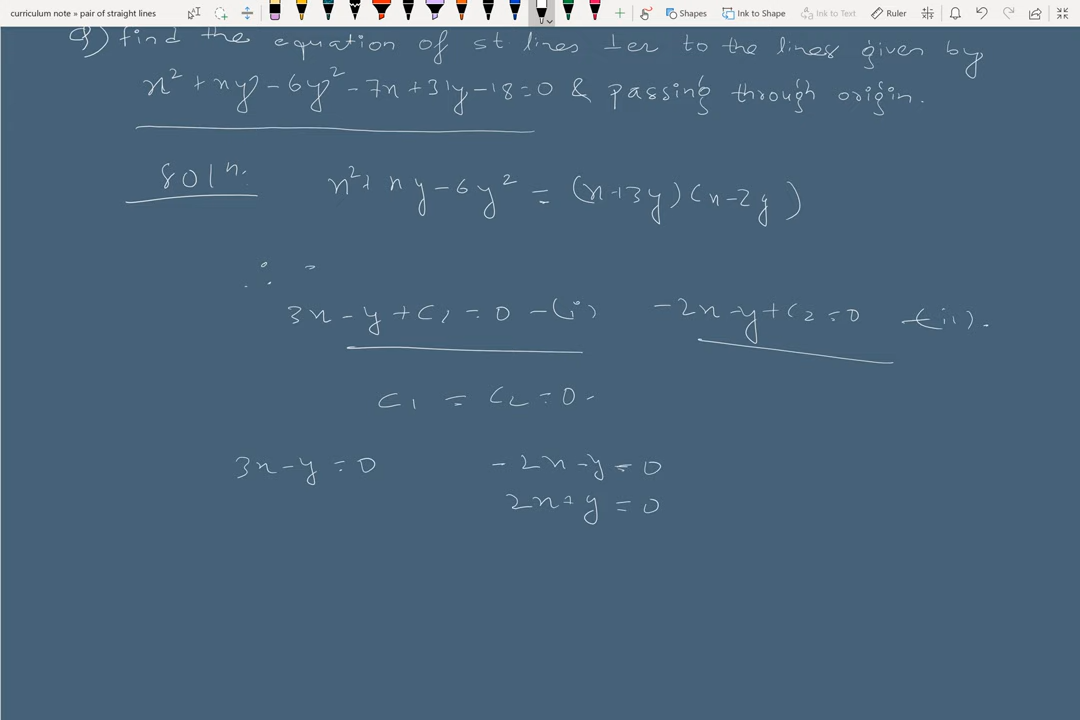 curriculum note » pair of straight lines
Shapes Ink to Shape Ink to Text Ruler
Q) find the equation of st lines ⊥er to the lines given by
x² + xy - 6y² - 7x + 31y - 18 = 0 & passing through origin.
Solⁿ:
x² + xy - 6y² = (x + 3y)(x - 2y)
∴ =
3x - y + C₁ = 0 - (i) -2x - y + C₂ = 0 - (ii).
C₁ = C₂ = 0.
3x - y = 0 -2x - y = 0
2x + y = 0